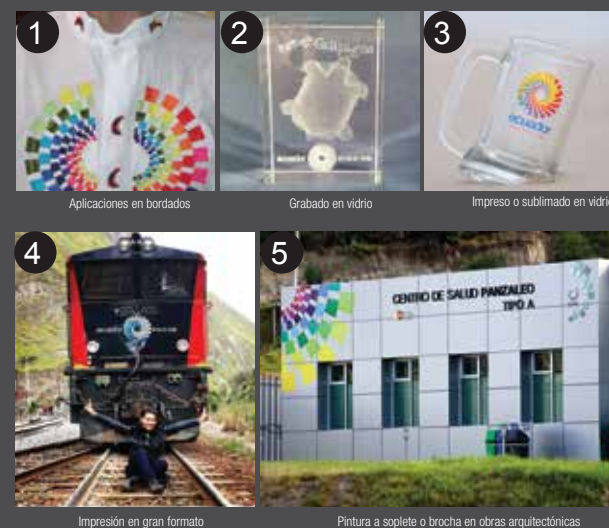 1
2
3
ecuador
Aplicaciones en bordados
Grabado en vidrio
Impreso o sublimado en vidrio
4
5
CENTRO DE SALUD PANZALEO
TIPO A
Impresión en gran formato
Pintura a soplete o brocha en obras arquitectónicas